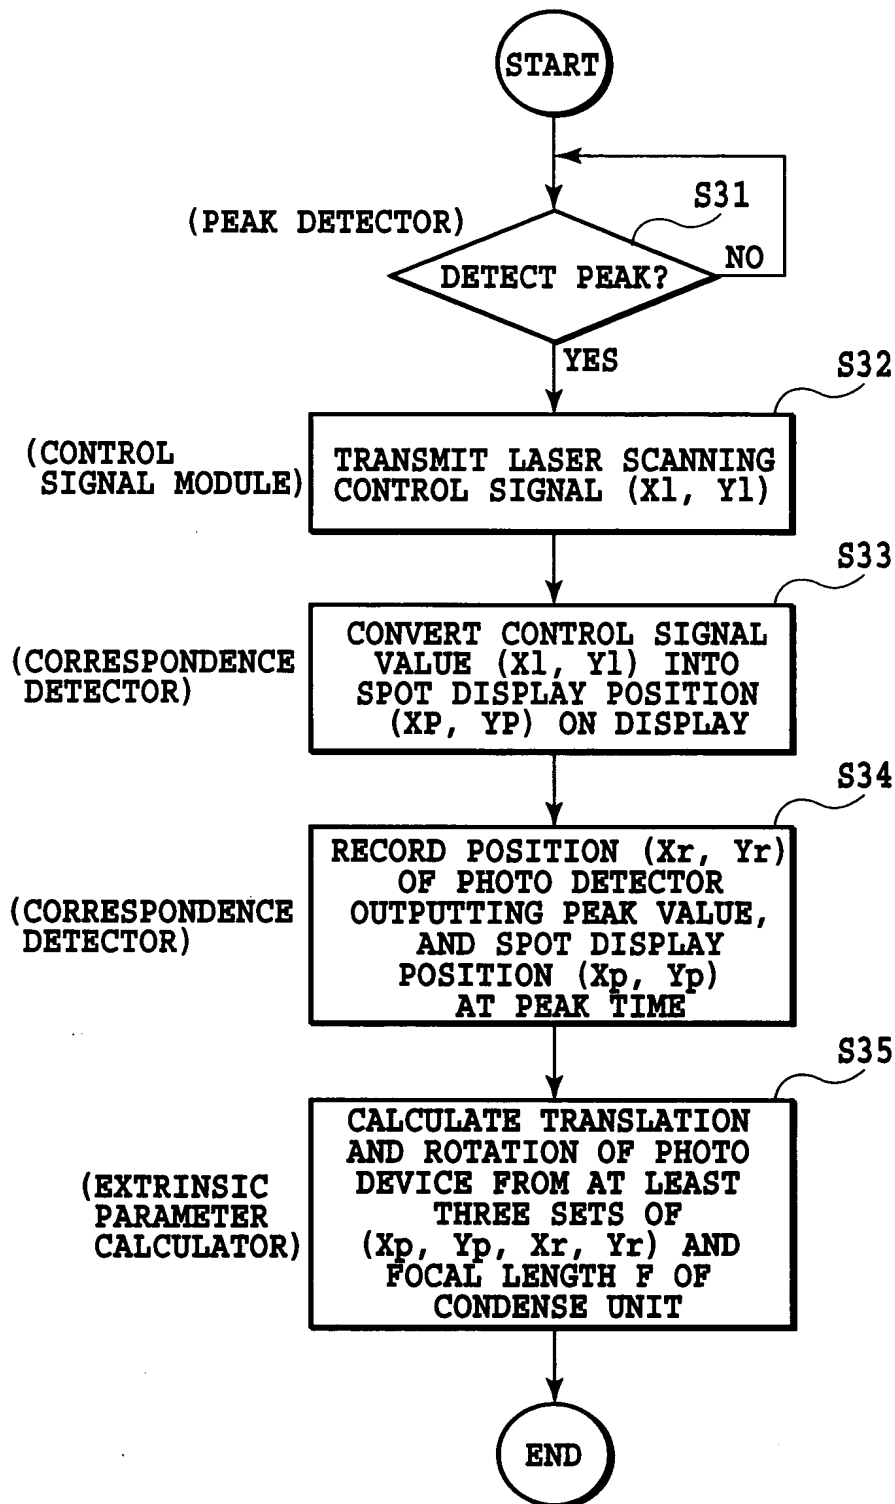 START
S31
(PEAK DETECTOR)
DETECT PEAK?
NO
YES
S32
(CONTROL
SIGNAL MODULE)
TRANSMIT LASER SCANNING
CONTROL SIGNAL (Xl, Yl)
S33
(CORRESPONDENCE
DETECTOR)
CONVERT CONTROL SIGNAL
VALUE (Xl, Yl) INTO
SPOT DISPLAY POSITION
(XP, YP) ON DISPLAY
S34
(CORRESPONDENCE
DETECTOR)
RECORD POSITION (Xr, Yr)
OF PHOTO DETECTOR
OUTPUTTING PEAK VALUE,
AND SPOT DISPLAY
POSITION (Xp, Yp)
AT PEAK TIME
S35
(EXTRINSIC
PARAMETER
CALCULATOR)
CALCULATE TRANSLATION
AND ROTATION OF PHOTO
DEVICE FROM AT LEAST
THREE SETS OF
(Xp, Yp, Xr, Yr) AND
FOCAL LENGTH F OF
CONDENSE UNIT
END